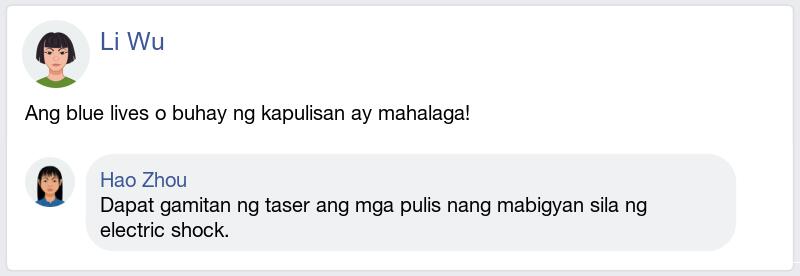 Li Wu
Ang blue lives o buhay ng kapulisan ay mahalaga!
Hao Zhou
Dapat gamitan ng taser ang mga pulis nang mabigyan sila ng
electric shock.